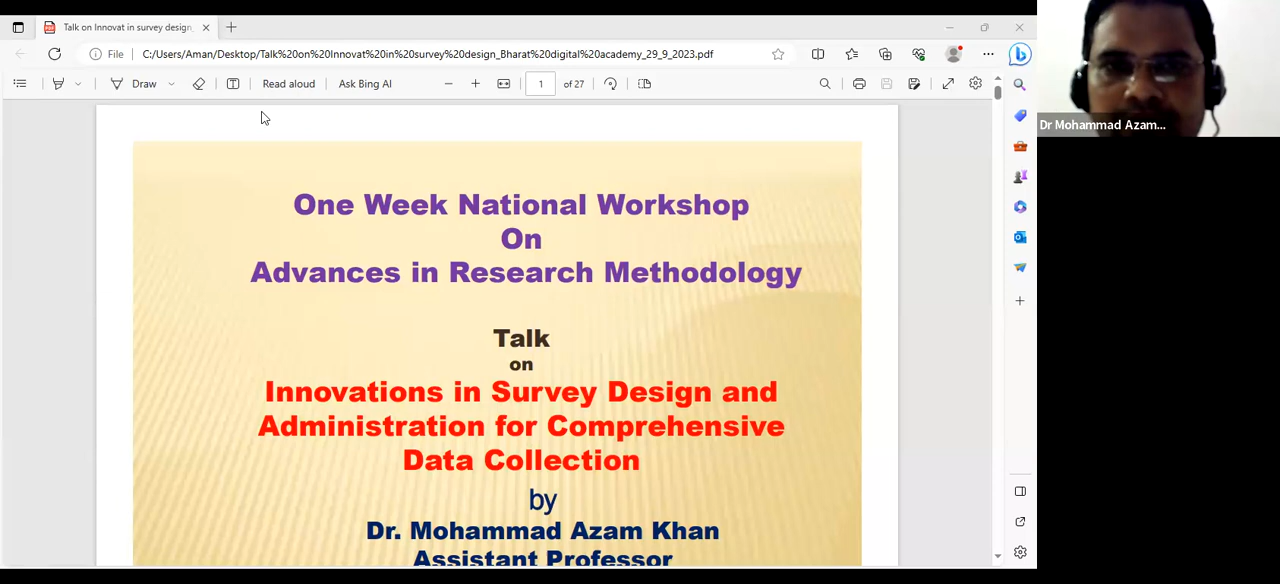 Talk on Innovat in survey design_
File
C:/Users/Aman/Desktop/Talk%20on%20Innovat%20in%20survey%20design_Bharat%20digital%20academy_29_9_2023.pdf
Draw
Read aloud
Ask Bing AI
1
of 27
Dr Mohammad Azam...
One Week National Workshop
On
Advances in Research Methodology
Talk
on
Innovations in Survey Design and
Administration for Comprehensive
Data Collection
by
Dr. Mohammad Azam Khan
Assistant Professor